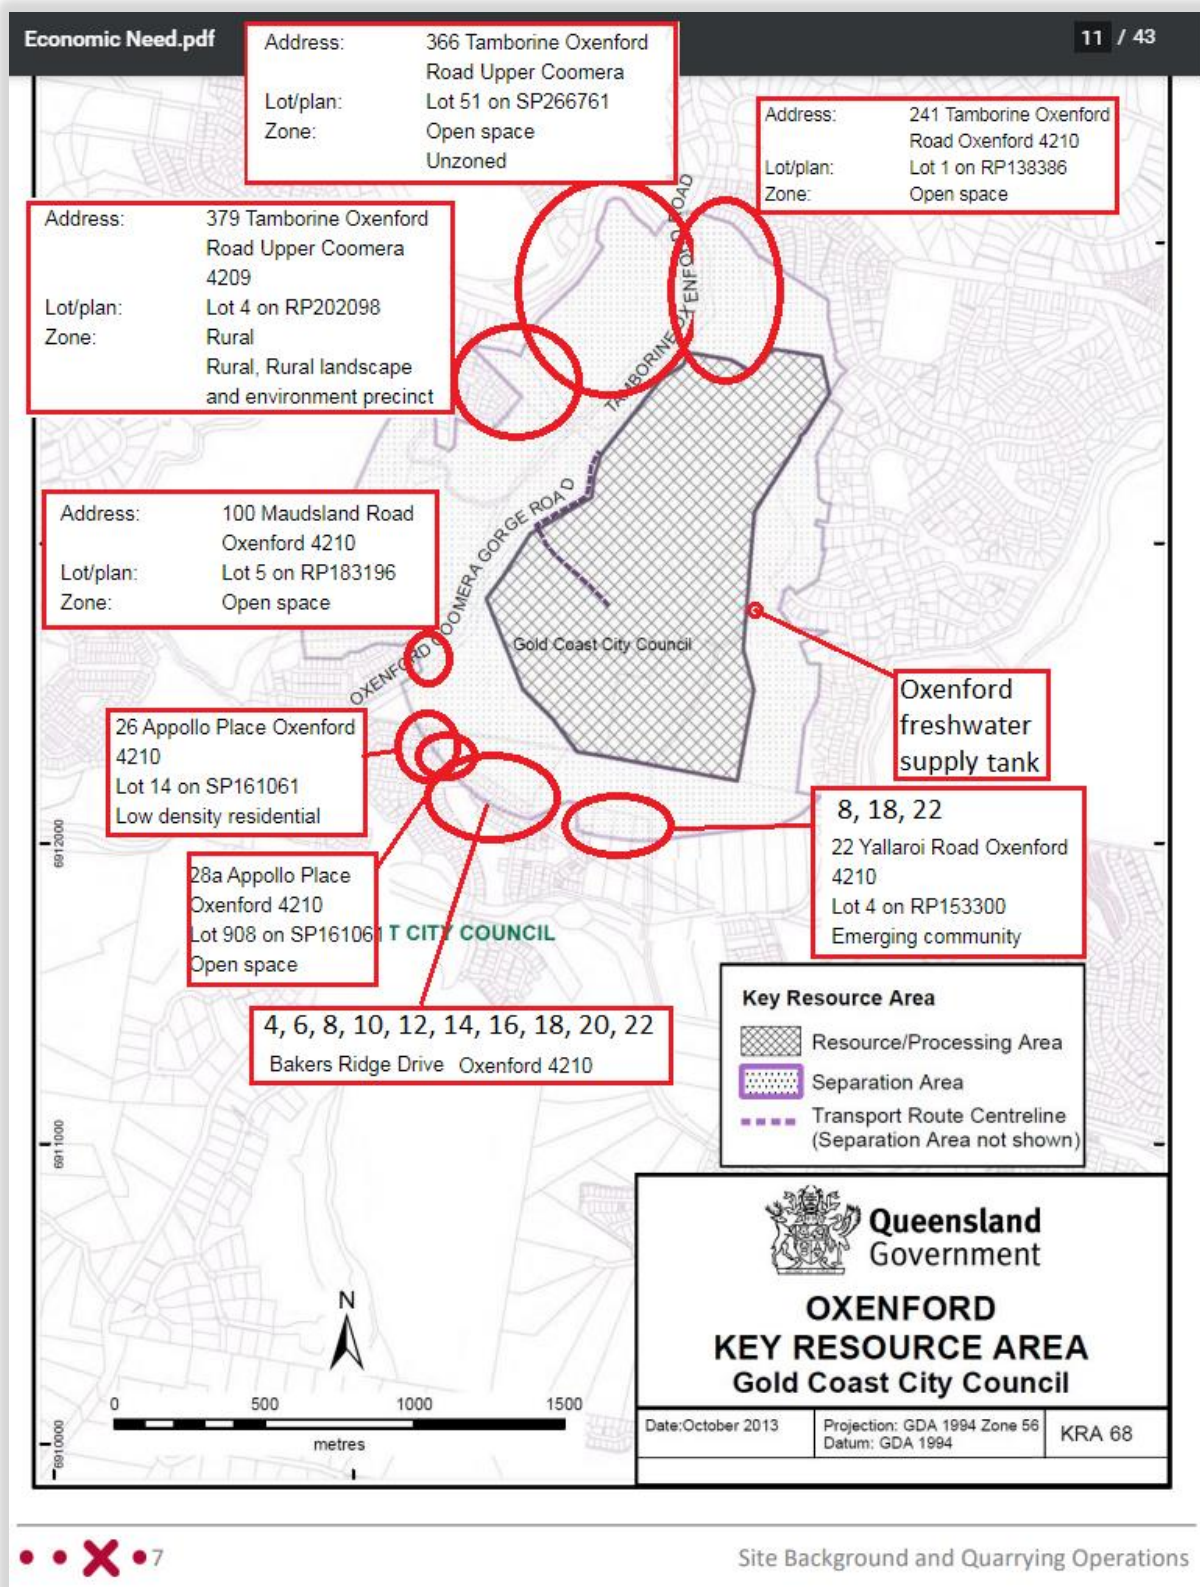 Economic Need.pdf
11 / 43
Address: 366 Tamborine Oxenford
Road Upper Coomera
Lot/plan: Lot 51 on SP266761
Zone: Open space
Unzoned
Address: 241 Tamborine Oxenford
Road Oxenford 4210
Lot/plan: Lot 1 on RP138386
Zone: Open space
Address: 379 Tamborine Oxenford
Road Upper Coomera
4209
Lot/plan: Lot 4 on RP202098
Zone: Rural
Rural, Rural landscape
and environment precinct
TAMBORINE OXENFORD ROAD
Address: 100 Maudsland Road
Oxenford 4210
Lot/plan: Lot 5 on RP183196
Zone: Open space
OXENFORD COOMERA GORGE ROAD
Gold Coast City Council
Oxenford
freshwater
supply tank
26 Appollo Place Oxenford
4210
Lot 14 on SP161061
Low density residential
8, 18, 22
22 Yallaroi Road Oxenford
4210
Lot 4 on RP153300
Emerging community
28a Appollo Place
Oxenford 4210
Lot 908 on SP161061
Open space
T CITY COUNCIL
4, 6, 8, 10, 12, 14, 16, 18, 20, 22
Bakers Ridge Drive Oxenford 4210
6912000
6911000
6910000
Key Resource Area
Resource/Processing Area
Separation Area
Transport Route Centreline
(Separation Area not shown)
N
0 500 1000 1500
metres
Queensland
Government
OXENFORD
KEY RESOURCE AREA
Gold Coast City Council
Date:October 2013
Projection: GDA 1994 Zone 56
Datum: GDA 1994
KRA 68
7
Site Background and Quarrying Operations